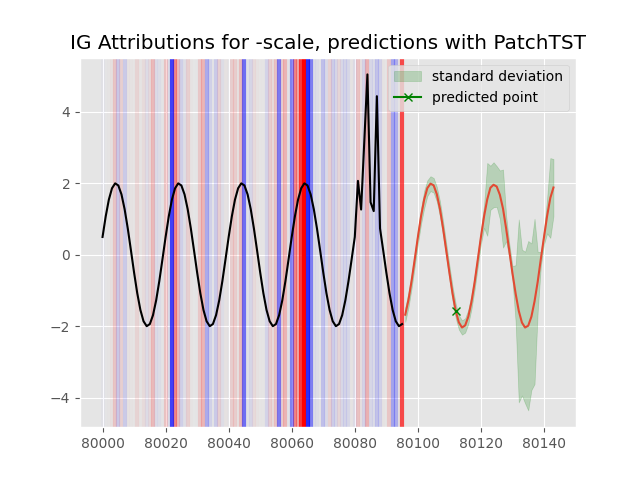 IG Attributions for -scale, predictions with PatchTST
standard deviation
predicted point
4
2
0
−2
−4
80000 80020 80040 80060 80080 80100 80120 80140